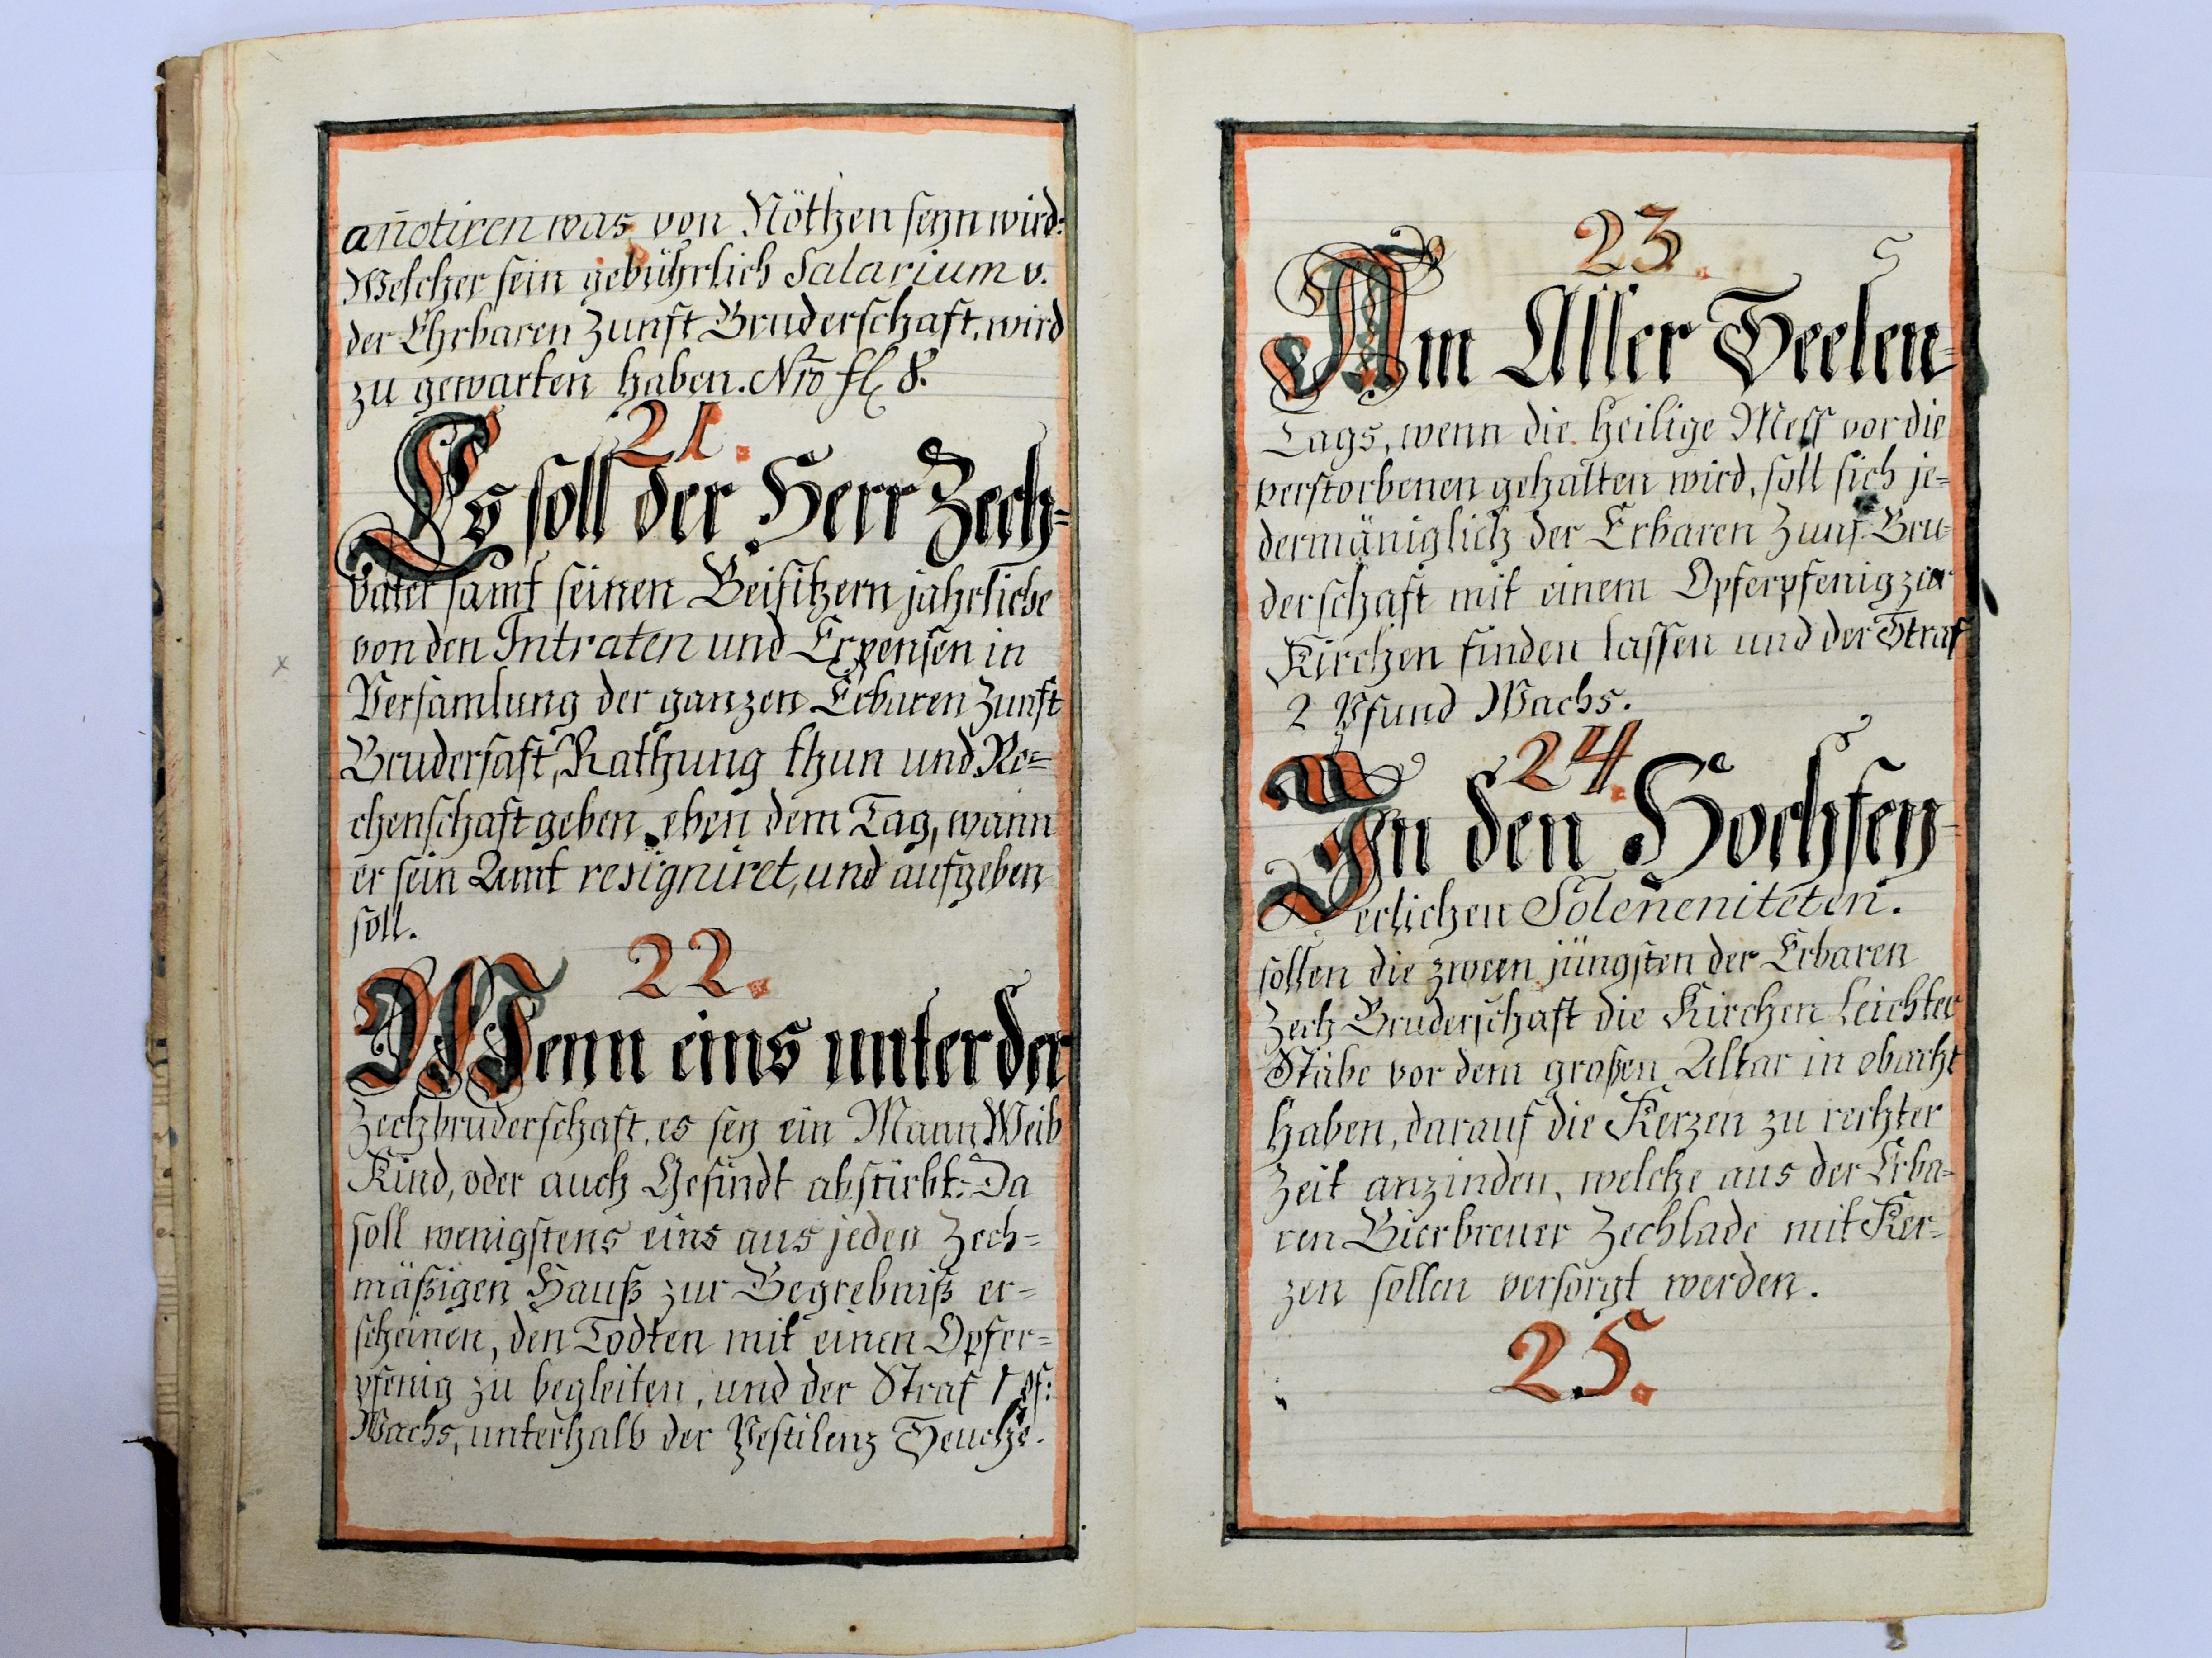 an̄otiren was von Nöthen seyn wird:
Welcher sein gebührlich Salarium v.
der Ehrbaren Zunft Bruderschaft, wird
zu gewarten haben. Nro fl 8.
21.
Es soll der Herr Zech=
Vater samt seinen Beisitzern jahrliche
von den Intraten und Expensen in
Versamlung der ganzen Erbaren Zunft
Brudersaft, Rathung thun und Re=
chenschaft geben eben dem Tag, wann
er sein Amt resigniret, und aufgeben
soll.
22.
Wenn eins unter der
Zechbruderschaft, es sey ein Mann Weib
Kind, oder auch Gesindt abstirbt: Da
soll wenigstens eins aus jeden Zech=
mäßigen Hauß zur Begrebniß er=
scheinen, den Todten mit einen Opfer=
pfenig zu begleiten, und der Straf 1 pf:
Wachs, unterhalb der Pestilenz Seuche.
23.
Am Aller Seelen=
Tags, wenn die heilige Mess vor die
verstorbenen gehalten wird, soll sich je=
dermäniglich der Erbaren Zunf Bru=
derschaft mit einem Opferpfenig zur
Kirchen finden lassen und der Straf
2 Pfund Wachs.
24.
In den Hochfey=
erlichen Soleneniteten.
sollen die zween jüngsten der Erbaren
Zech Bruderschaft die Kirchen Leichter
Stäbe vor dem großen Altar in obacht
haben, darauf die Kerzen zu rechter
Zeit anzinden, welche aus der Erba=
ren Bierbreuer Zechlade mit Ker=
zen sollen versorgt werden.
25.